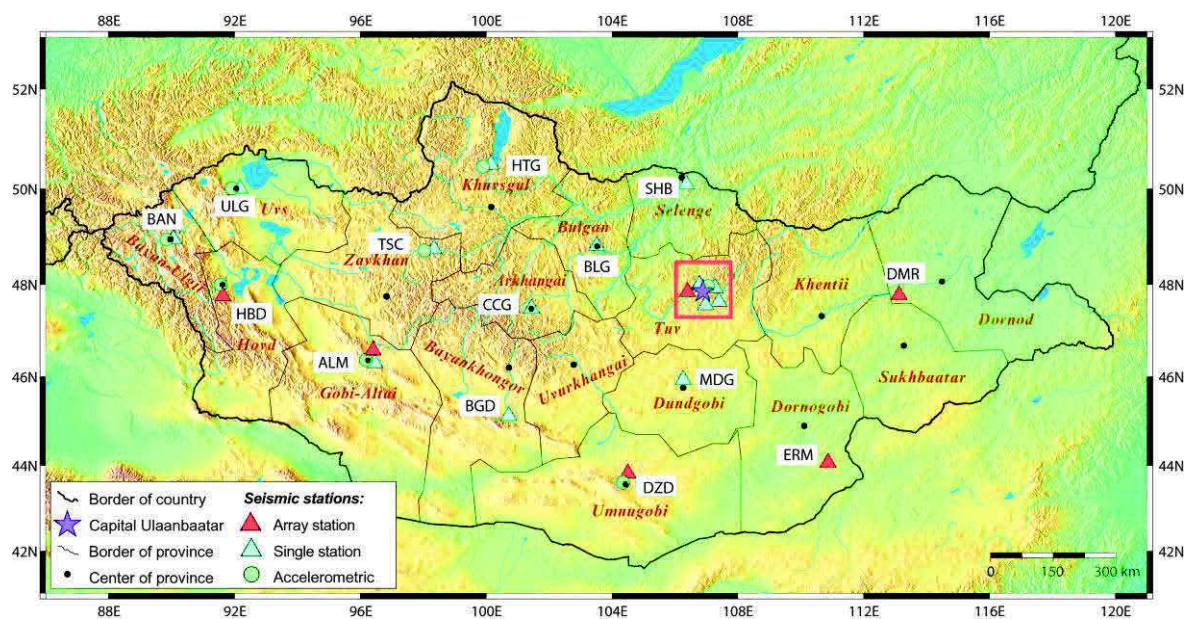 88E 92E 96E 100E 104E 108E 112E 116E 120E
52N 52N
HTG
Khuvsgul
50N 50N
SHB
Selenge
ULG
Uvs
BAN
Bayan-Ulgii
Bulgan
TSC
Zavkhan
BLG
Arkhangai
48N 48N
Khentii
DMR
HBD
CCG
Dornod
Tuv
Hovd
ALM
Bayankhongor
Uvurkhangai
Sukhbaatar
46N 46N
MDG
Gobi-Altai
Dundgobi
BGD
Dornogobi
ERM
44N 44N
DZD
Umnugobi
Border of country
Capital Ulaanbaatar
Border of province
Center of province
Seismic stations:
Array station
Single station
Accelerometric
42N 42N
0 150 300 km
88E 92E 96E 100E 104E 108E 112E 116E 120E